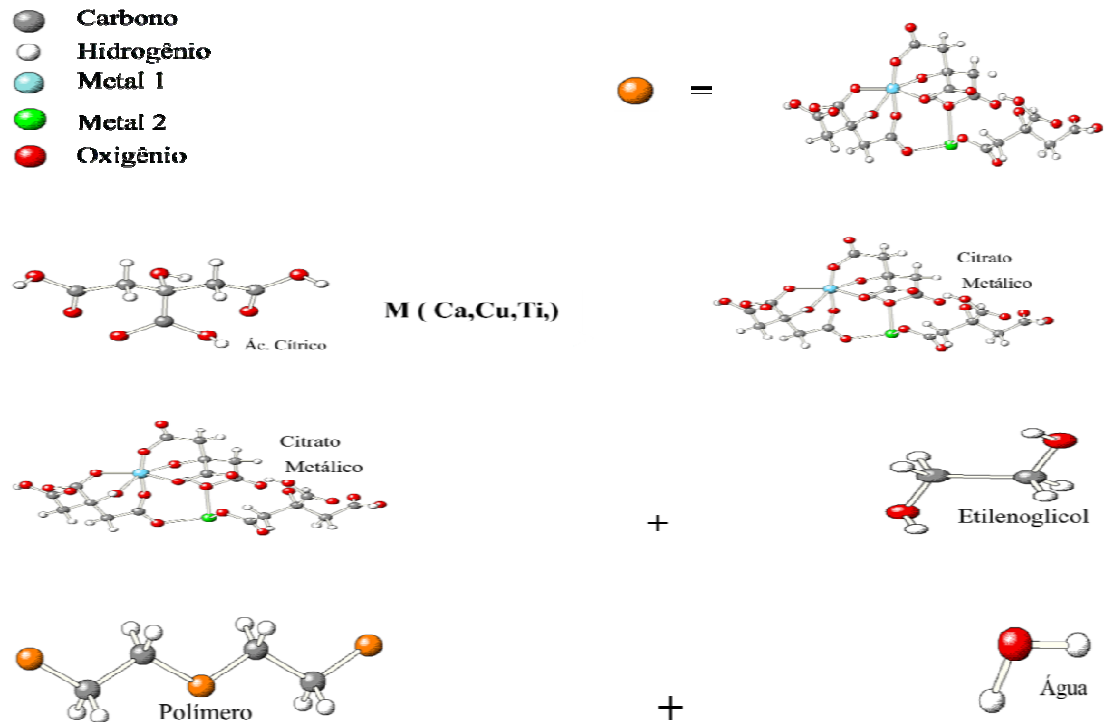 Carbono
Hidrogênio
Metal 1
Metal 2
Oxigênio
=
Ác. Cítrico
M ( Ca,Cu,Ti,)
Citrato
Metálico
Citrato
Metálico
+
Etilenoglicol
Polímero
+
Água